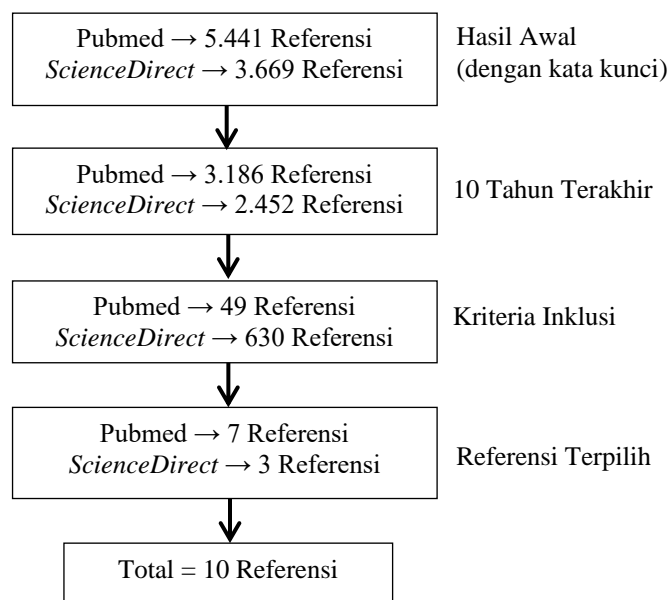 Pubmed → 5.441 Referensi
ScienceDirect → 3.669 Referensi
Hasil Awal
(dengan kata kunci)
Pubmed → 3.186 Referensi
ScienceDirect → 2.452 Referensi
10 Tahun Terakhir
Pubmed → 49 Referensi
ScienceDirect → 630 Referensi
Kriteria Inklusi
Pubmed → 7 Referensi
ScienceDirect → 3 Referensi
Referensi Terpilih
Total = 10 Referensi